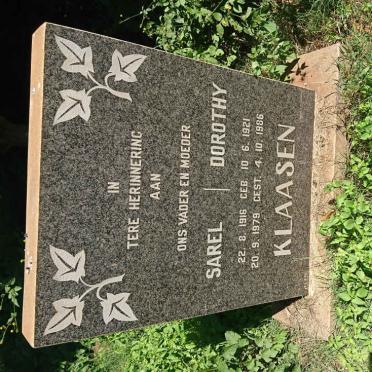 IN
TERE HERINNERING
AAN
ONS VADER EN MOEDER
SAREL | DOROTHY
22. 8. 1916 GEB. 10. 6. 1921
20. 9. 1979 GEST. 4. 10. 1986
KLAASEN